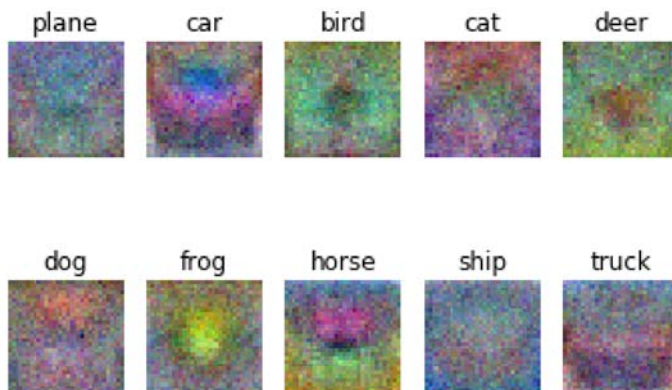 plane car bird cat deer
dog frog horse ship truck